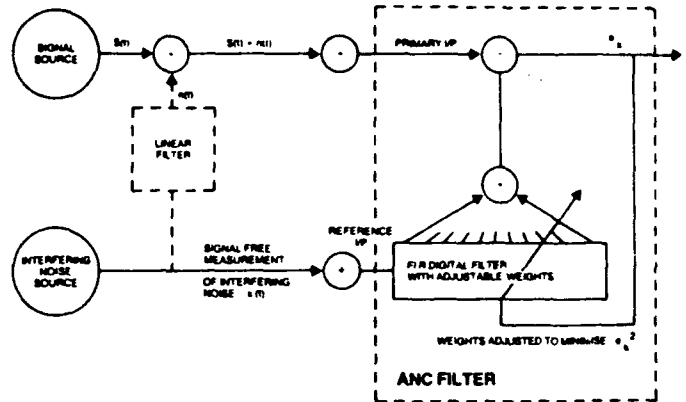 SIGNAL
SOURCE
S(t)
S(t) + n(t)
n(t)
PRIMARY I/P
e k
LINEAR
FILTER
INTERFERING
NOISE
SOURCE
SIGNAL FREE
MEASUREMENT
OF INTERFERING
NOISE x (t)
REFERENCE
I/P
F.I.R DIGITAL FILTER
WITH ADJUSTABLE WEIGHTS
WEIGHTS ADJUSTED TO MINIMISE e k 2
ANC FILTER